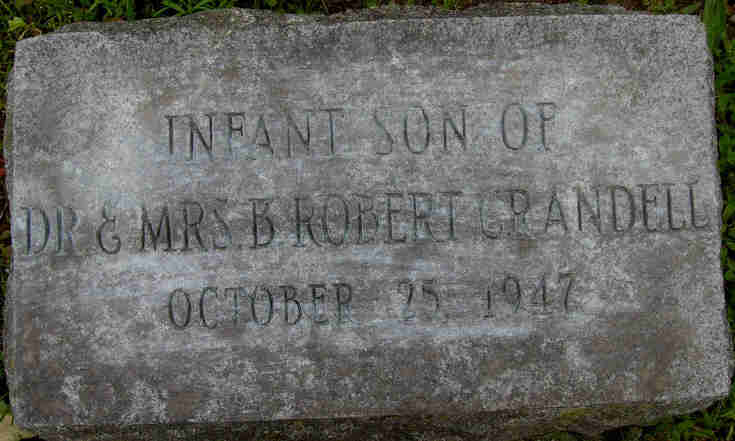 INFANT SON OF
DR & MRS B ROBERT CRANDELL
OCTOBER 25, 1947